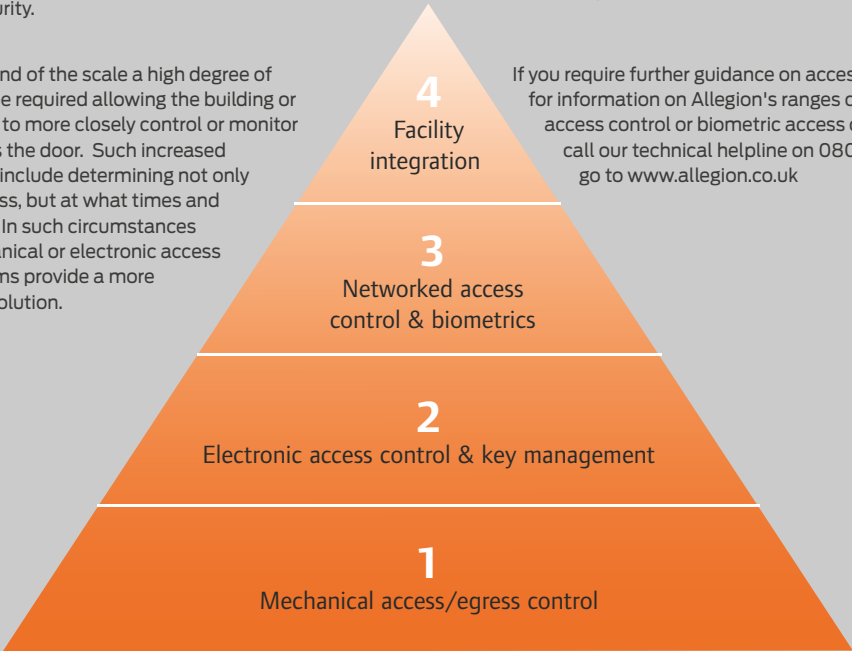 urity.
nd of the scale a high degree of
e required allowing the building or
to more closely control or monitor
s the door. Such increased
include determining not only
ss, but at what times and
In such circumstances
anical or electronic access
ms provide a more
olution.
If you require further guidance on access
for information on Allegion's ranges o
access control or biometric access
call our technical helpline on 080
go to www.allegion.co.uk
4
Facility
integration
3
Networked access
control & biometrics
2
Electronic access control & key management
1
Mechanical access/egress control